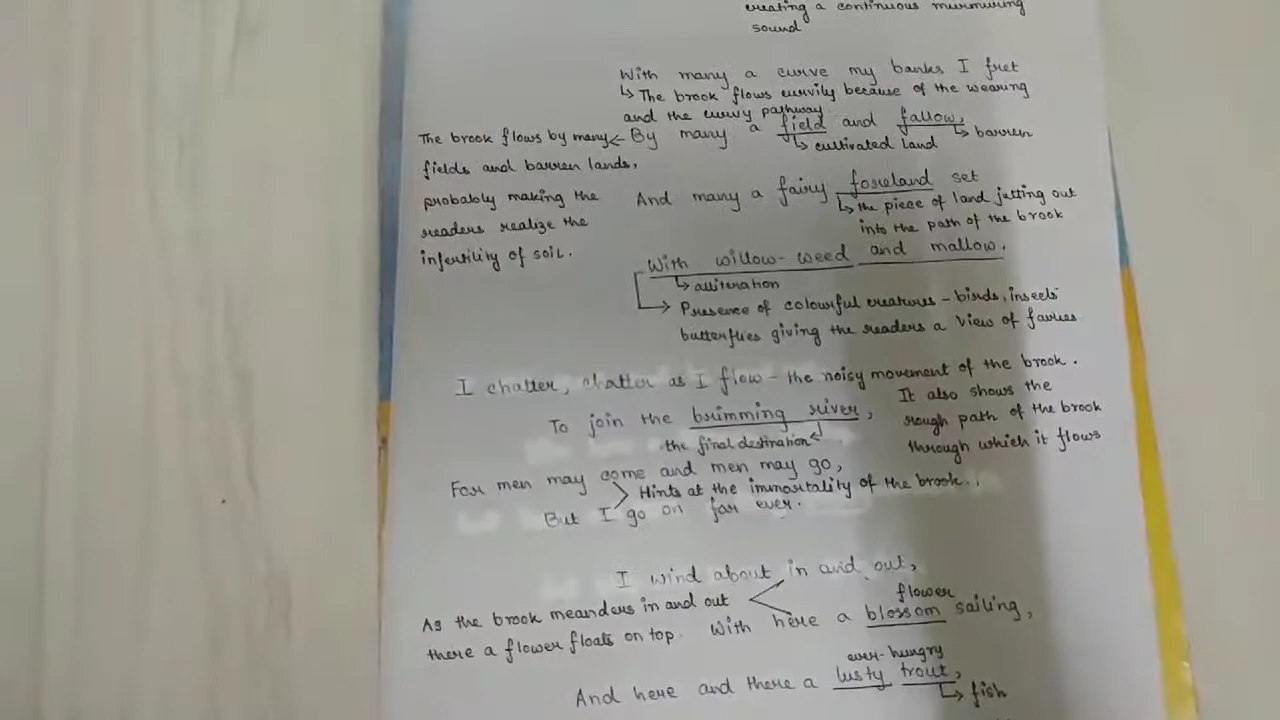 creating a continuous murmuring
sound
With many a curve my banks I fret
↳ The brook flows curvily because of the wearing
and the curvy pathway
The brook flows by many ← By many a field and fallow,
↳ cultivated land
↳ barren
fields and barren lands,
probably making the
readers realize the
infertility of soil.
And many a fairy foreland set
↳ the piece of land jutting out
into the path of the brook
With willow-weed and mallow.
↳ alliteration
→ Presence of colourful creatures - birds, insects
butterflies giving the readers a view of fairies
I chatter, chatter as I flow - the noisy movement of the brook.
To join the brimming river,
the final destination ←
It also shows the
rough path of the brook
through which it flows
For men may come and men may go,
Hints at the immortality of the brook.
But I go on for ever.
I wind about in and out,
As the brook meanders in and out
there a flower floats on top.
flower
With here a blossom sailing,
ever-hungry
And here and there a lusty trout,
↳ fish